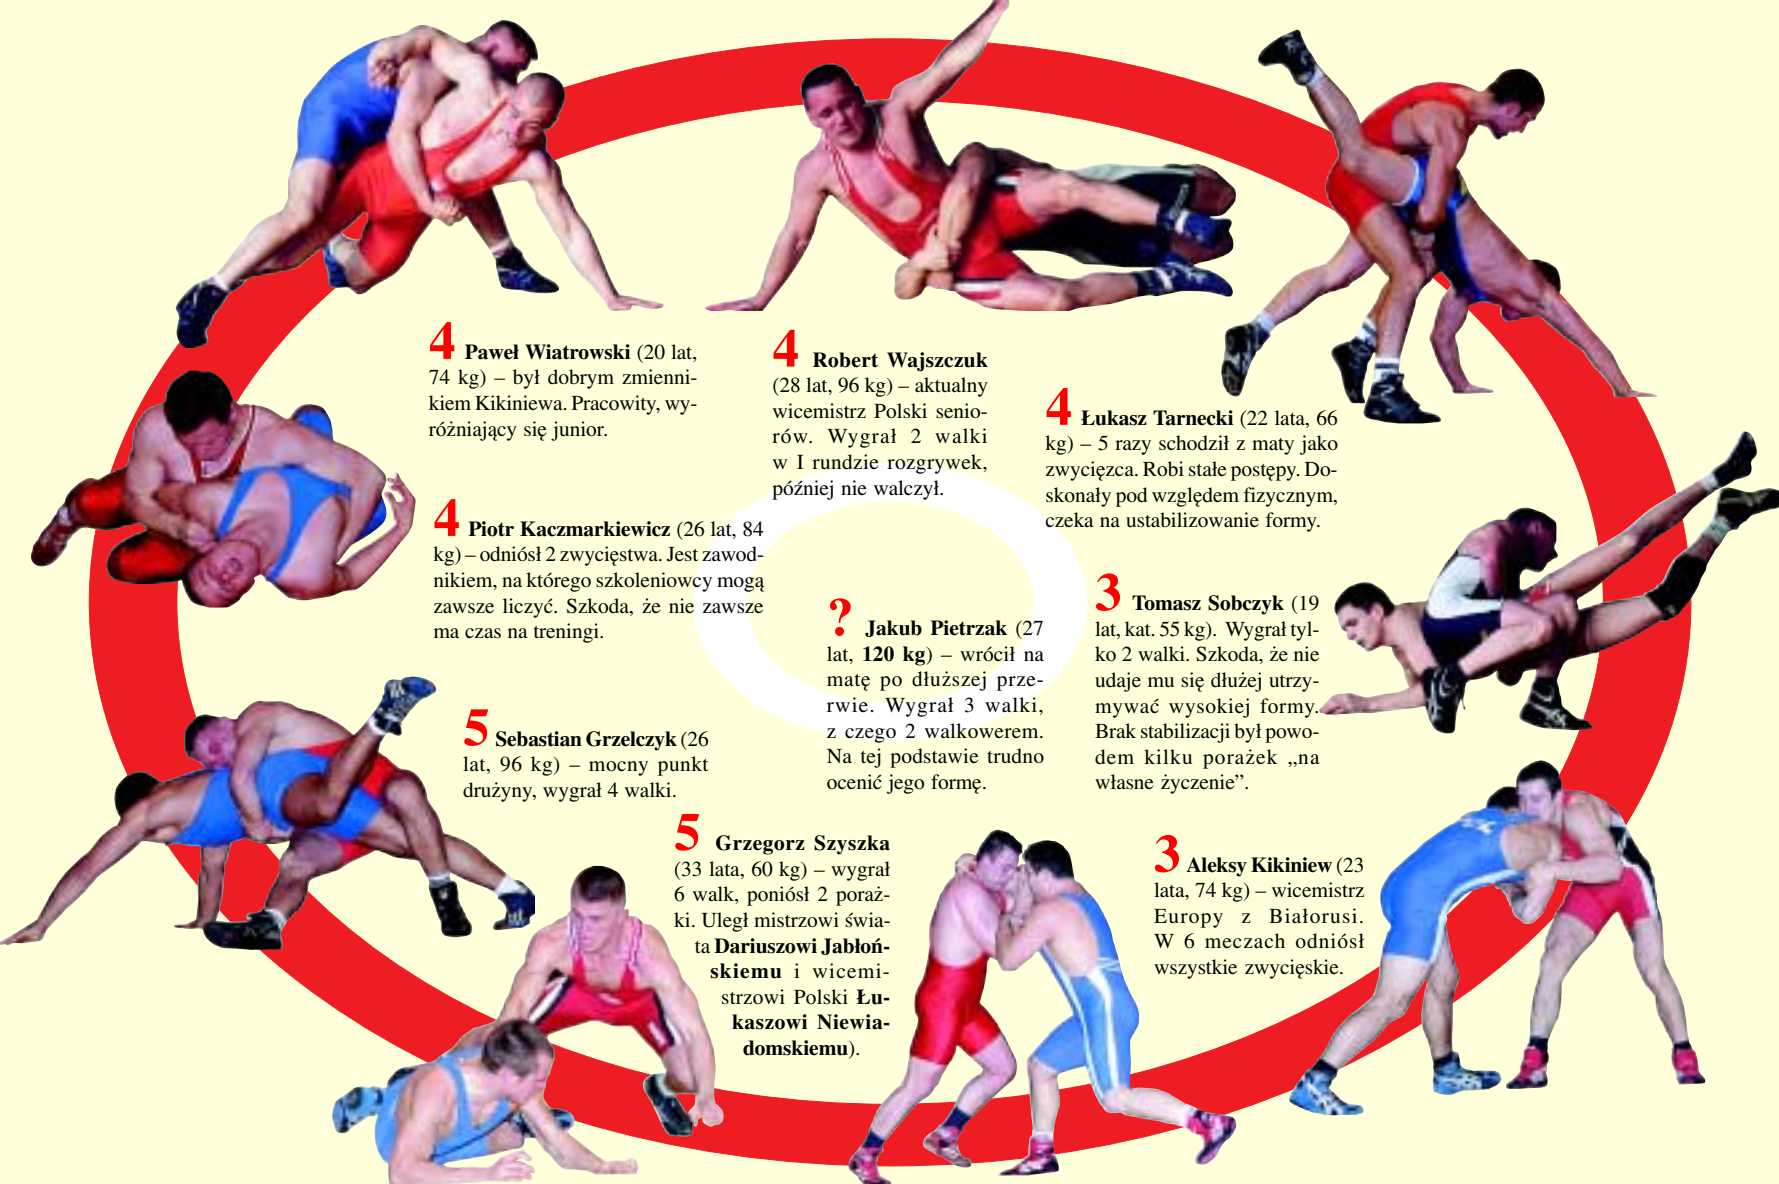 4 Paweł Wiatrowski (20 lat,
74 kg) – był dobrym zmienni-
kiem Kikiniewa. Pracowity, wy-
różniający się junior.
4 Robert Wajszczuk
(28 lat, 96 kg) – aktualny
wicemistrz Polski senio-
rów. Wygrał 2 walki
w I rundzie rozgrywek,
później nie walczył.
4 Łukasz Tarnecki (22 lata, 66
kg) – 5 razy schodził z maty jako
zwycięzca. Robi stałe postępy. Do-
skonały pod względem fizycznym,
czeka na ustabilizowanie formy.
4 Piotr Kaczmarkiewicz (26 lat, 84
kg) – odniósł 2 zwycięstwa. Jest zawod-
nikiem, na którego szkoleniowcy mogą
zawsze liczyć. Szkoda, że nie zawsze
ma czas na treningi.
? Jakub Pietrzak (27
lat, 120 kg) – wrócił na
matę po dłuższej prze-
rwie. Wygrał 3 walki,
z czego 2 walkowerem.
Na tej podstawie trudno
ocenić jego formę.
3 Tomasz Sobczyk (19
lat, kat. 55 kg). Wygrał tyl-
ko 2 walki. Szkoda, że nie
udaje mu się dłużej utrzy-
mywać wysokiej formy.
Brak stabilizacji był powo-
dem kilku porażek „na
własne życzenie”.
5 Sebastian Grzelczyk (26
lat, 96 kg) – mocny punkt
drużyny, wygrał 4 walki.
5 Grzegorz Szyszka
(33 lata, 60 kg) – wygrał
6 walk, poniósł 2 poraż-
ki. Uległ mistrzowi świa-
ta Dariuszowi Jabłoń-
skiemu i wicemi-
strzowi Polski Łu-
kaszowi Niewia-
domskiemu).
3 Aleksy Kikiniew (23
lata, 74 kg) – wicemistrz
Europy z Białorusi.
W 6 meczach odniósł
wszystkie zwycięskie.